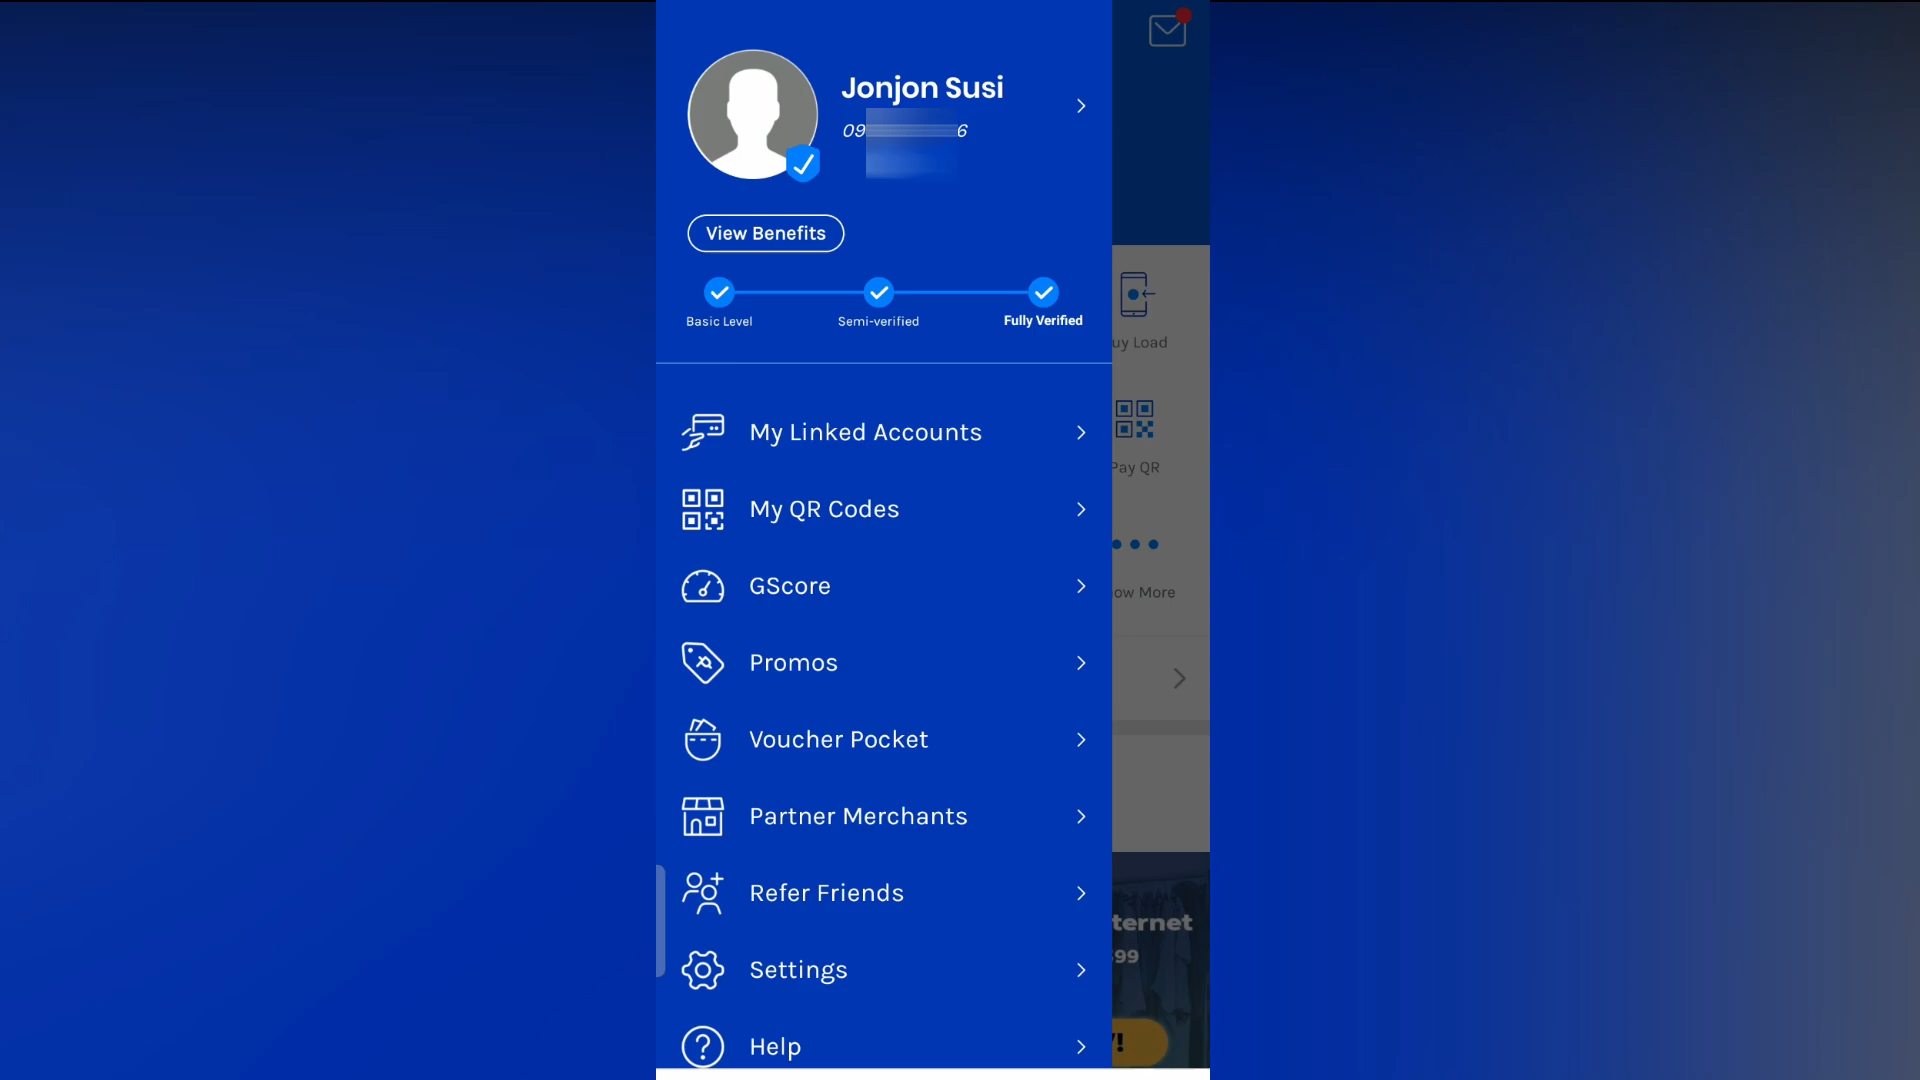 Jonjon Susi
09 6
View Benefits
Basic Level
Semi-verified
Fully Verified
My Linked Accounts
My QR Codes
GScore
Promos
Voucher Pocket
Partner Merchants
Refer Friends
Settings
Help
uy Load
Pay QR
ow More
ternet
99
!